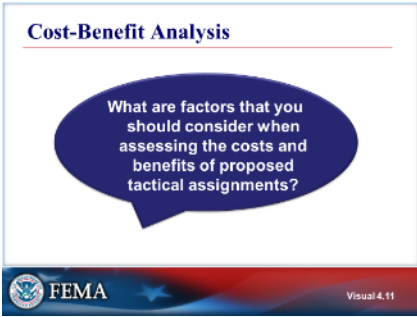 Cost-Benefit Analysis
What are factors that you
should consider when
assessing the costs and
benefits of proposed
tactical assignments?
FEMA
Visual 4.11